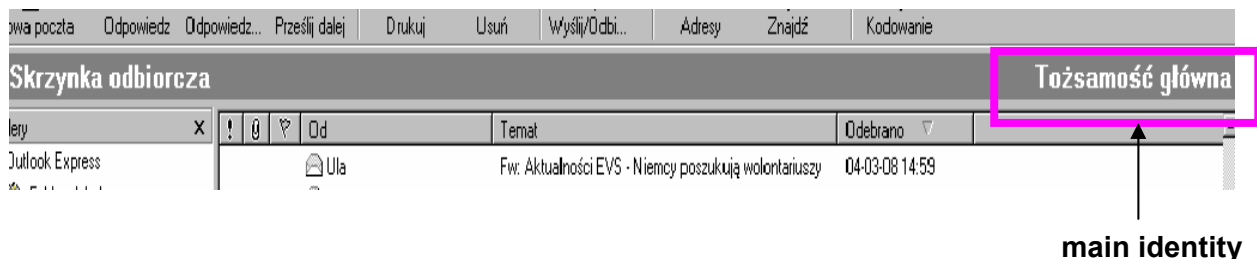 owa poczta Odpowiedz Odpowiedz... Prześlij dalej Drukuj Usuń Wyślij/Odbi... Adresy Znajdź Kodowanie
Skrzynka odbiorcza Tożsamość główna
lery X ! Od Temat Odebrano
Outlook Express Ula Fw: Aktualności EVS - Niemcy poszukują wolontariuszy 04-03-08 14:59
main identity